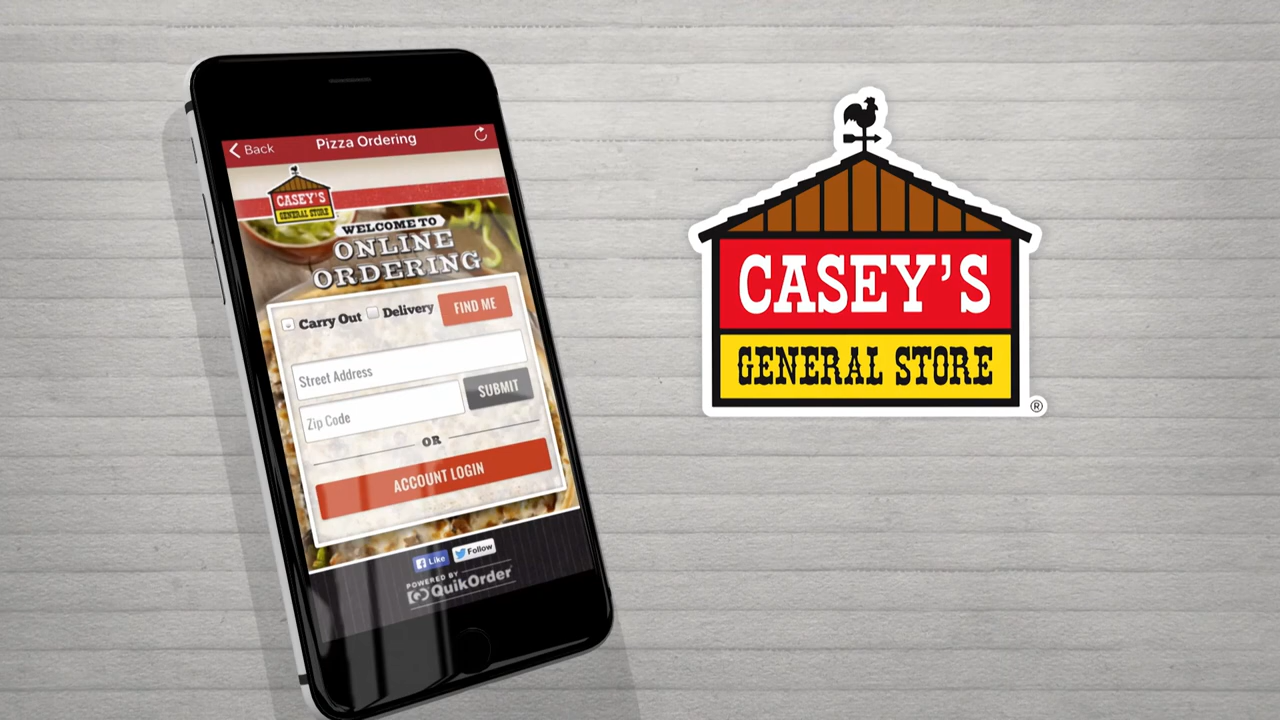 Back
Pizza Ordering
CASEY'S
GENERAL STORE
WELCOME TO
ONLINE
ORDERING
Carry Out
Delivery
FIND ME
Street Address
Zip Code
SUBMIT
OR
ACCOUNT LOGIN
Like
Follow
POWERED BY
QuikOrder
CASEY'S
GENERAL STORE
®